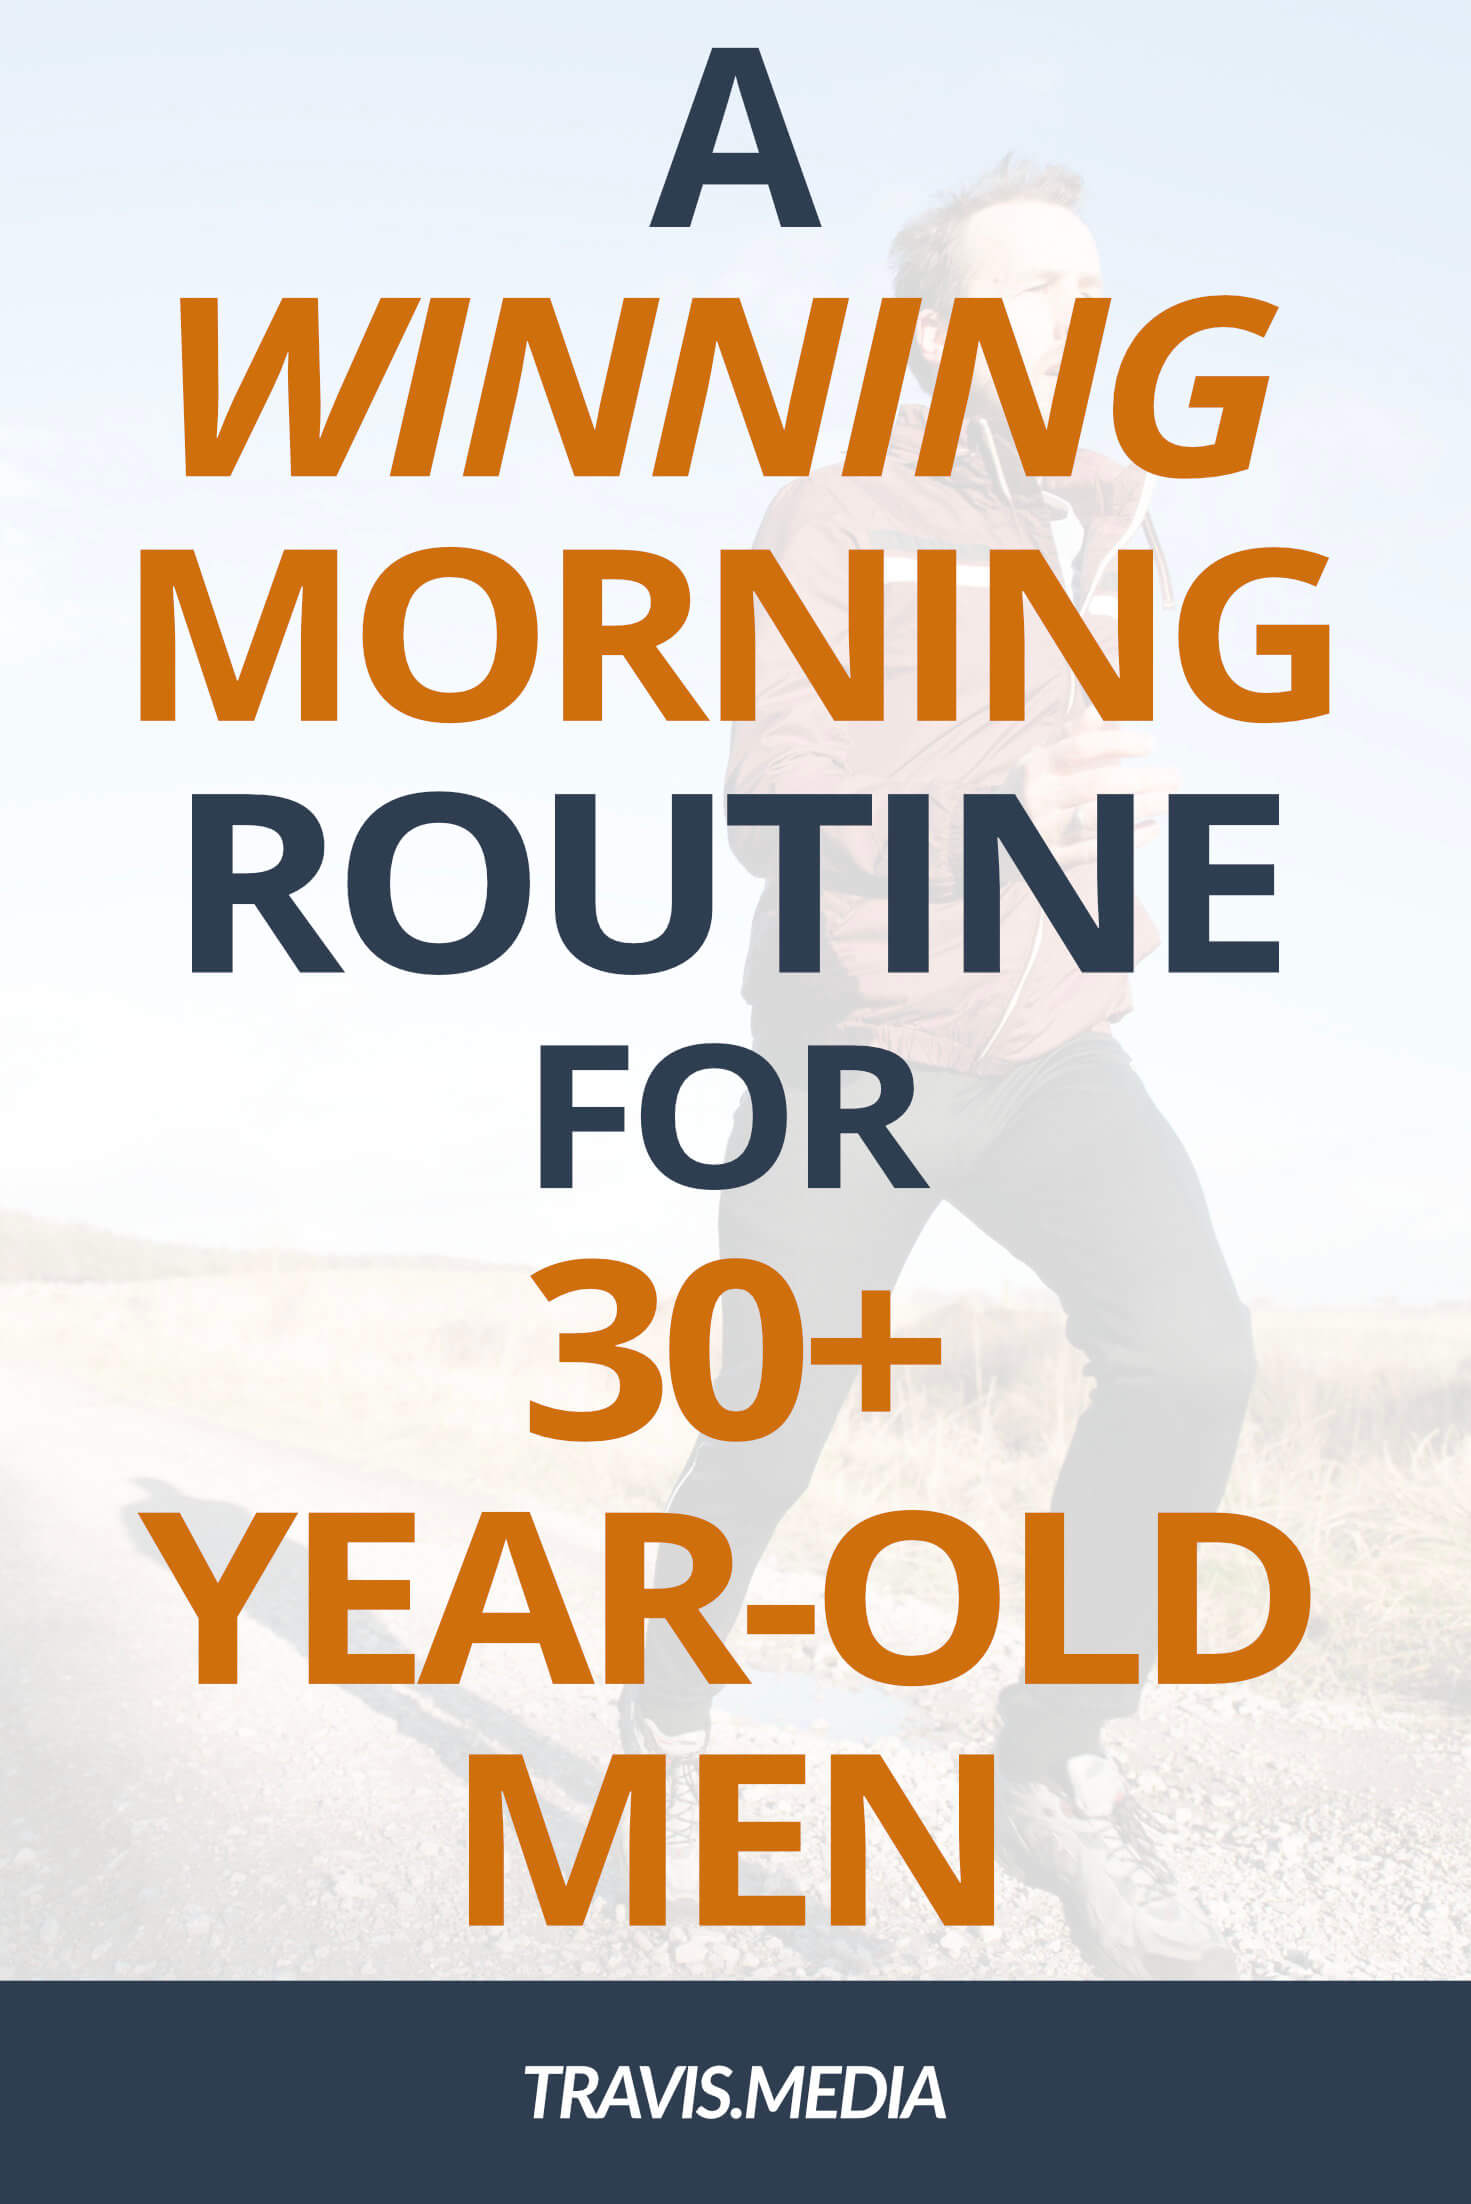 A
WINNING
MORNING
ROUTINE
FOR
30+
YEAR-OLD
MEN
TRAVIS.MEDIA